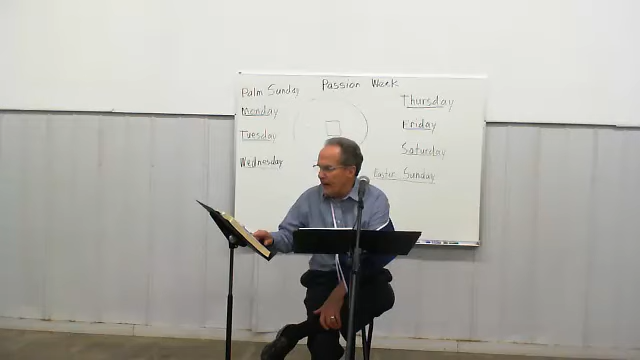 Passion Week
Palm Sunday
Monday
Tuesday
Wednesday
Thursday
Friday
Saturday
Easter Sunday